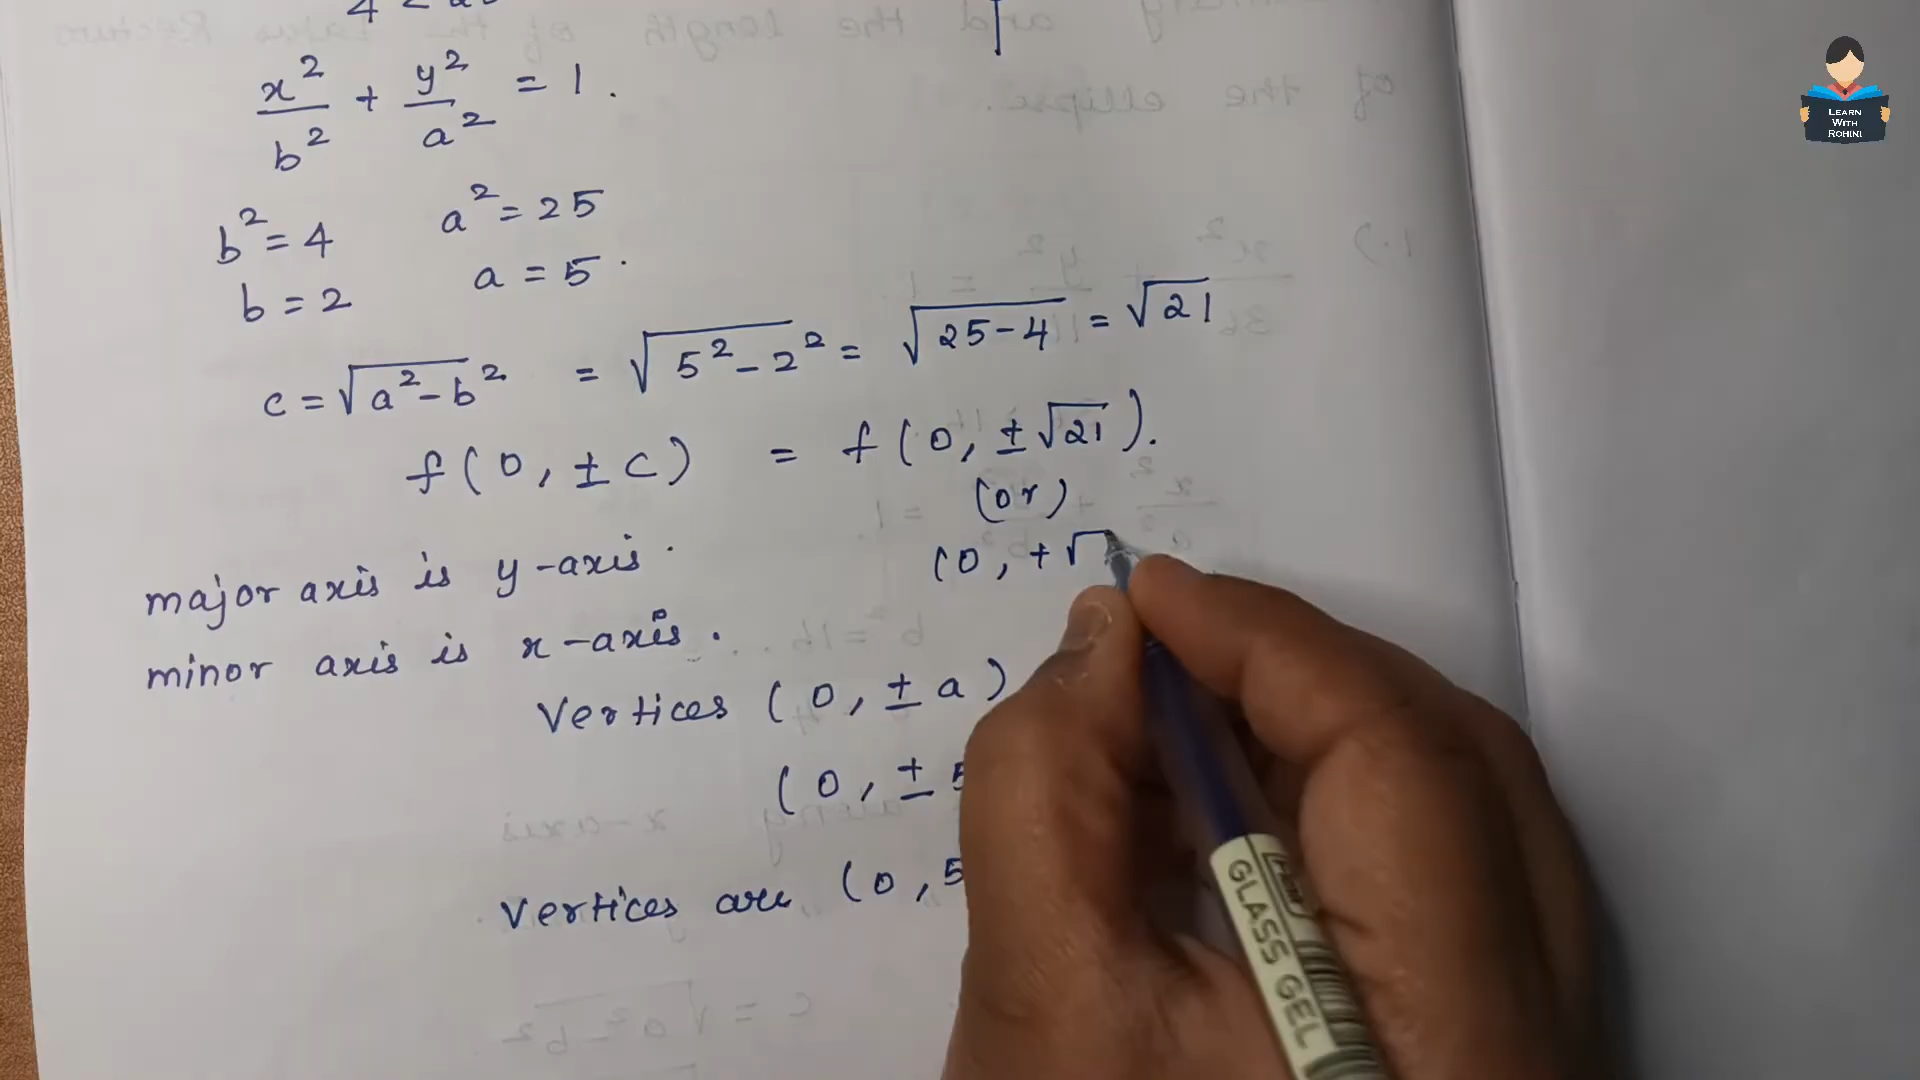 x²/b² + y²/a² = 1.
b² = 4 a² = 25
b = 2 a = 5.
c = √a²-b² = √5²-2² = √25-4 = √21
f(0, ± c) = f(0, ± √21).
(or)
(0, + √
major axis is y-axis.
minor axis is x-axis.
Vertices (0, ± a)
(0, ± 5
Vertices are (0, 5
LEARN
WITH
ROHINI
GLASS GEL